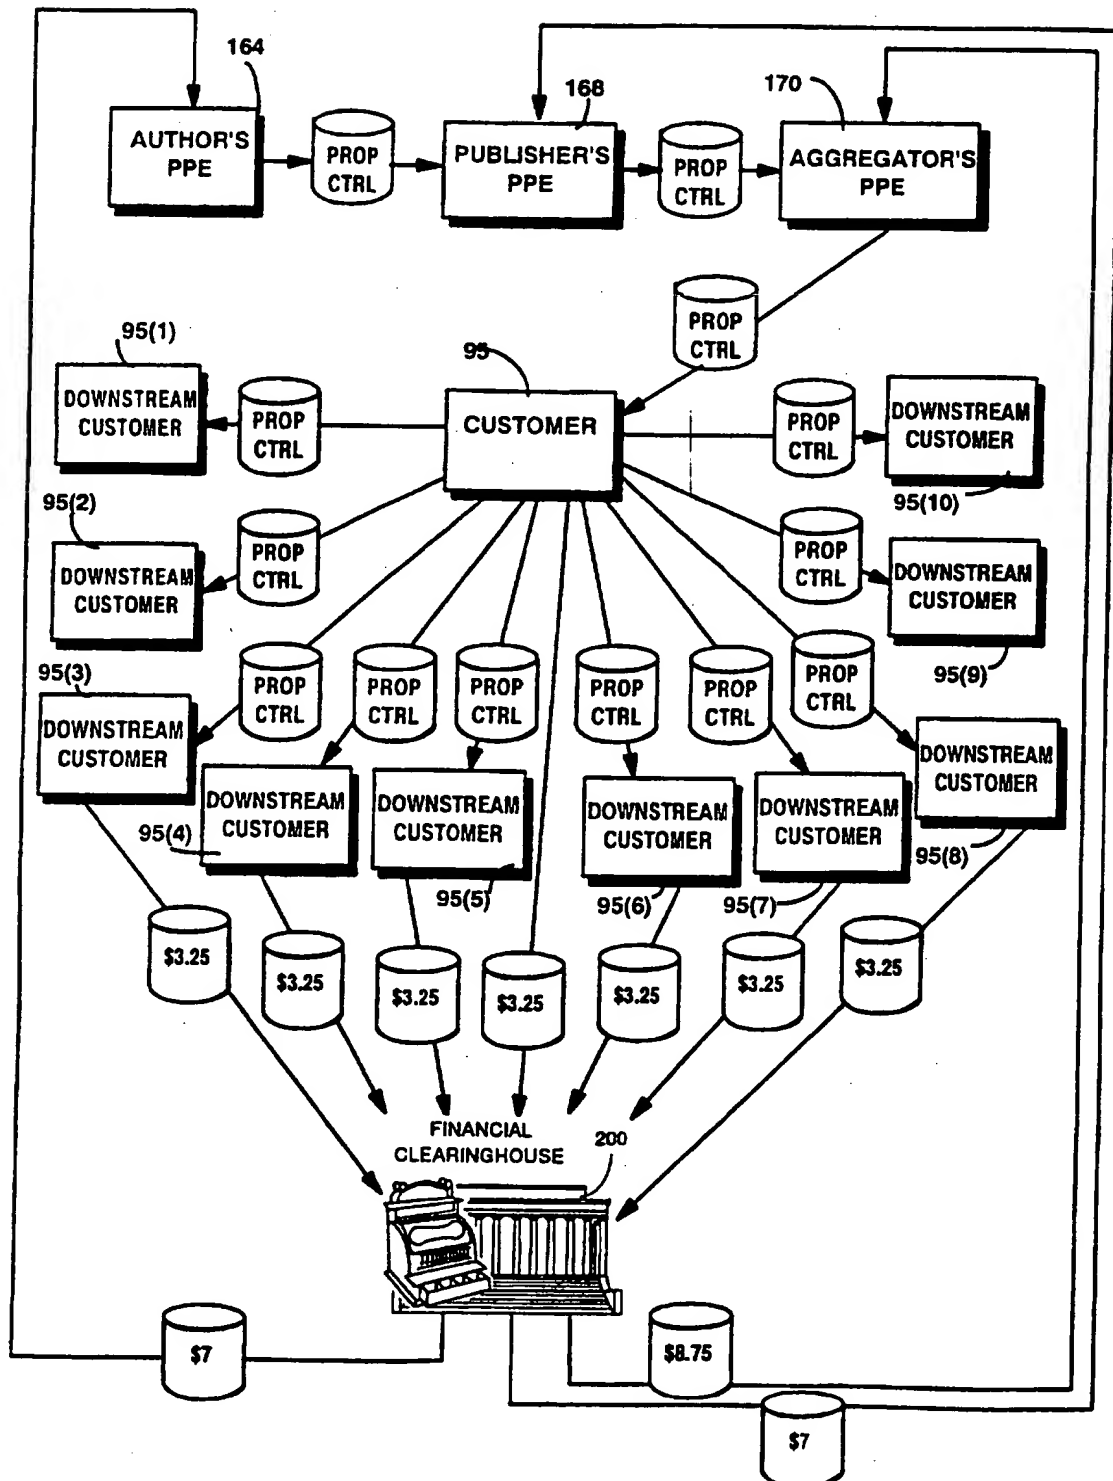 164
168
170
AUTHOR'S
PPE
PROP
CTRL
PUBLISHER'S
PPE
PROP
CTRL
AGGREGATOR'S
PPE
PROP
CTRL
95(1)
95
DOWNSTREAM
CUSTOMER
PROP
CTRL
CUSTOMER
PROP
CTRL
DOWNSTREAM
CUSTOMER
95(10)
95(2)
DOWNSTREAM
CUSTOMER
PROP
CTRL
PROP
CTRL
DOWNSTREAM
CUSTOMER
95(9)
95(3)
DOWNSTREAM
CUSTOMER
PROP
CTRL
PROP
CTRL
PROP
CTRL
PROP
CTRL
PROP
CTRL
PROP
CTRL
DOWNSTREAM
CUSTOMER
95(8)
95(4)
DOWNSTREAM
CUSTOMER
DOWNSTREAM
CUSTOMER
95(5)
DOWNSTREAM
CUSTOMER
95(6)
DOWNSTREAM
CUSTOMER
95(7)
$3.25
$3.25
$3.25
$3.25
$3.25
$3.25
$3.25
FINANCIAL
CLEARINGHOUSE
200
$7
$8.75
$7